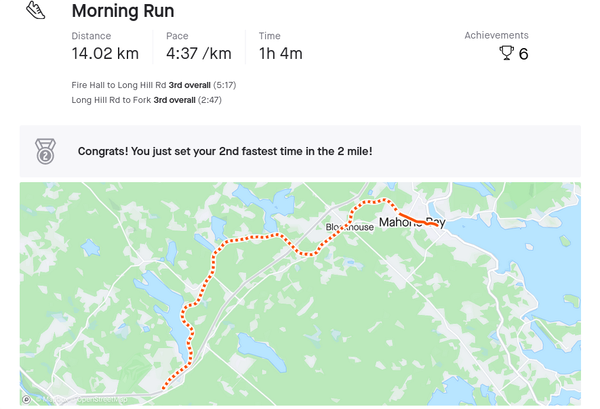 Morning Run
Distance Pace Time Achievements
14.02 km 4:37 /km 1h 4m 6
Fire Hall to Long Hill Rd 3rd overall (5:17)
Long Hill Rd to Fork 3rd overall (2:47)
2
Congrats! You just set your 2nd fastest time in the 2 mile!
Mahone Bay